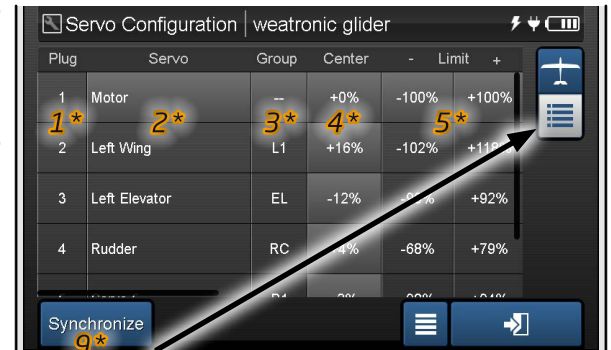 Servo Configuration weatronic glider
Plug Servo Group Center - Limit +
1 Motor -- +0% -100% +100%
1* 2* 3* 4* 5*
2 Left Wing L1 +16% -102%
3 Left Elevator EL -12% +92%
4 Rudder RC -68% +79%
Synchronize
9*